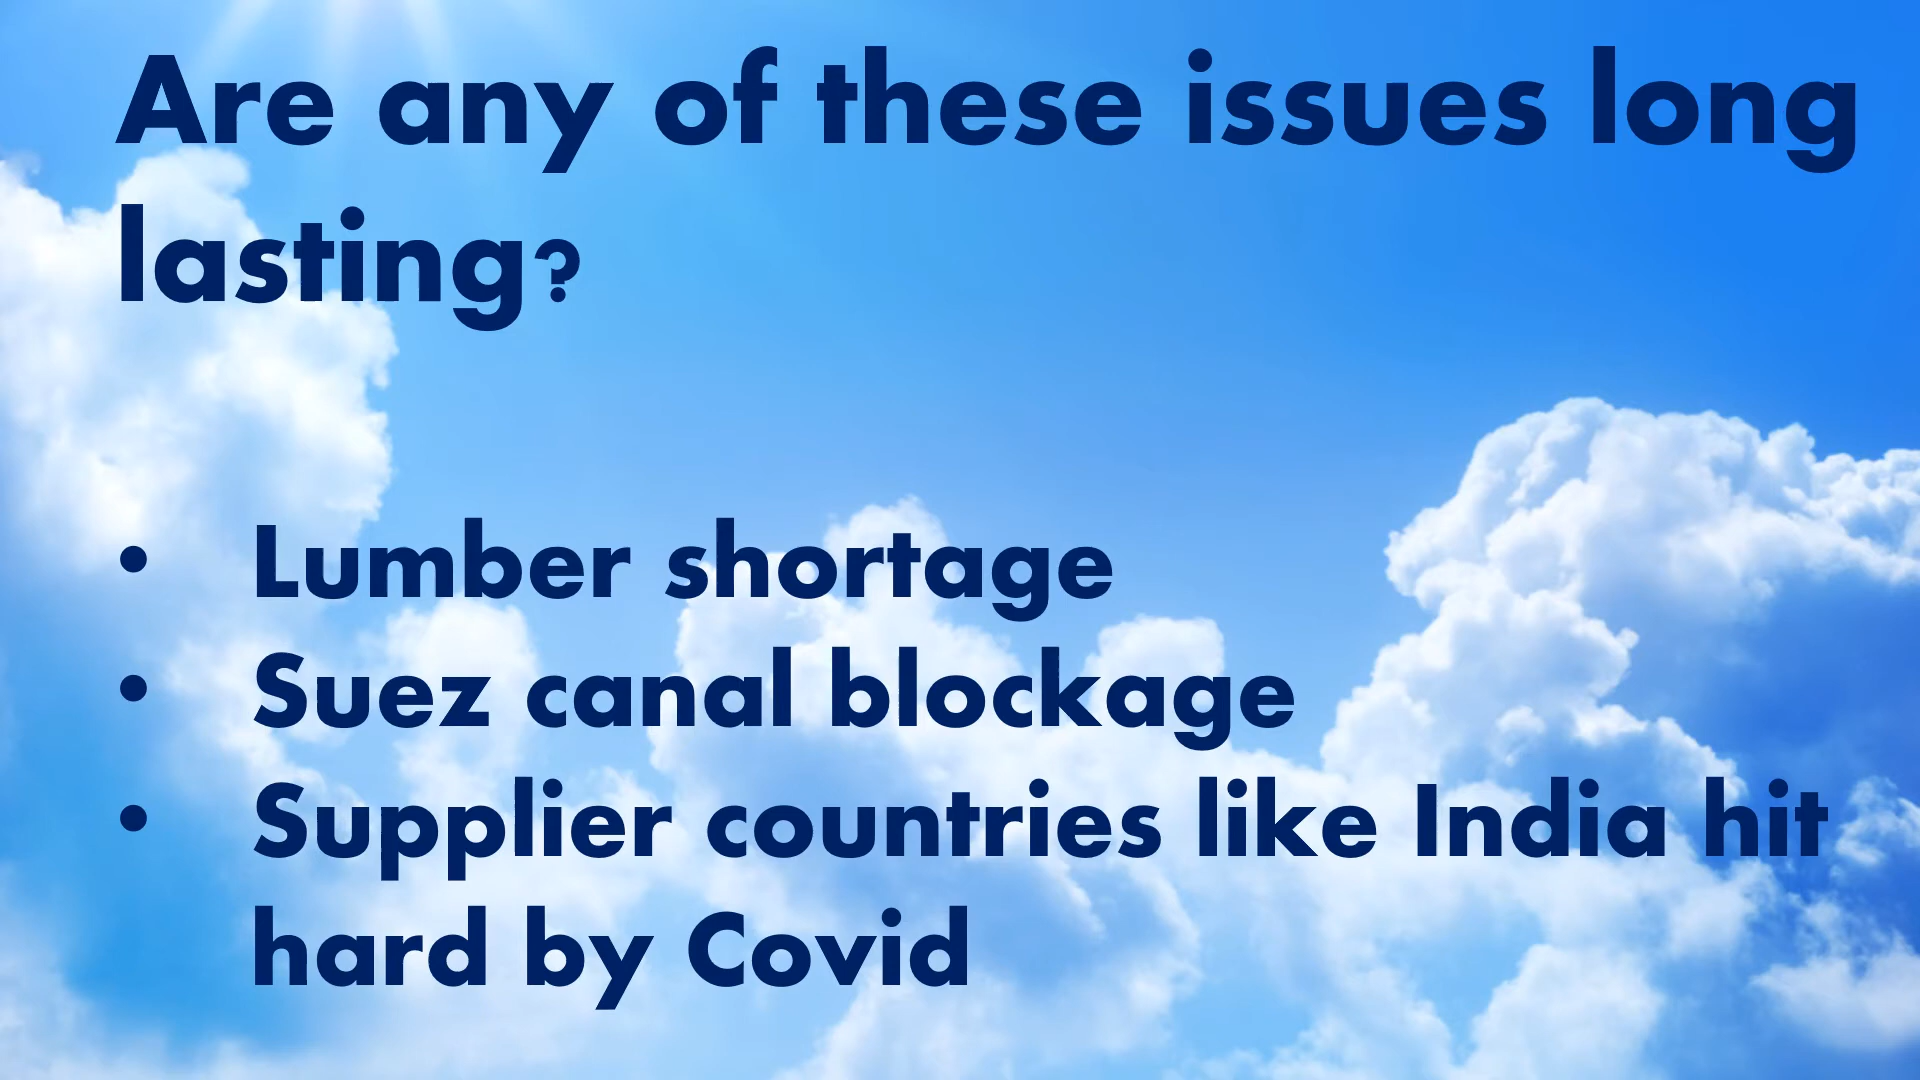 Are any of these issues long
lasting?
• Lumber shortage
• Suez canal blockage
• Supplier countries like India hit
hard by Covid